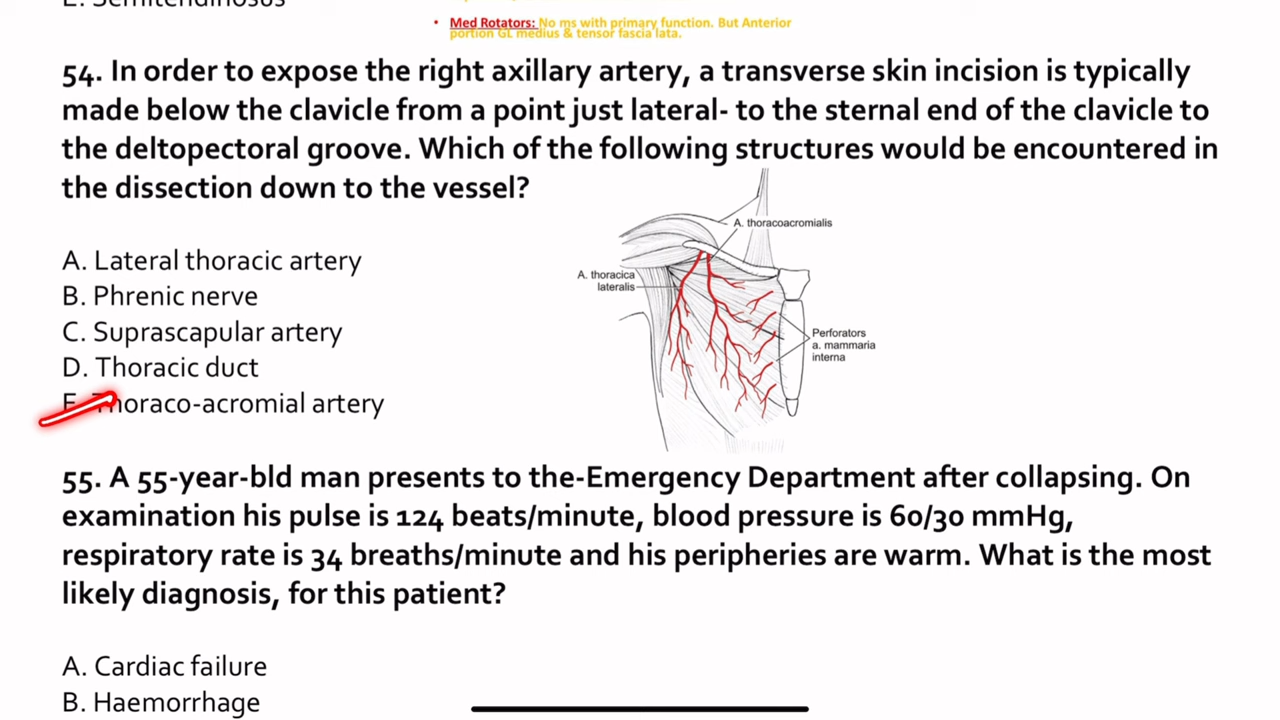 E. Semitendinosus
• Med Rotators: No ms with primary function. But Anterior
portion GL medius & tensor fascia lata.
54. In order to expose the right axillary artery, a transverse skin incision is typically
made below the clavicle from a point just lateral- to the sternal end of the clavicle to
the deltopectoral groove. Which of the following structures would be encountered in
the dissection down to the vessel?
A. Lateral thoracic artery
B. Phrenic nerve
C. Suprascapular artery
D. Thoracic duct
E. Thoraco-acromial artery
A. thoracoacromialis
A. thoracica
lateralis
Perforators
a. mammaria
interna
55. A 55-year-bld man presents to the-Emergency Department after collapsing. On
examination his pulse is 124 beats/minute, blood pressure is 60/30 mmHg,
respiratory rate is 34 breaths/minute and his peripheries are warm. What is the most
likely diagnosis, for this patient?
A. Cardiac failure
B. Haemorrhage